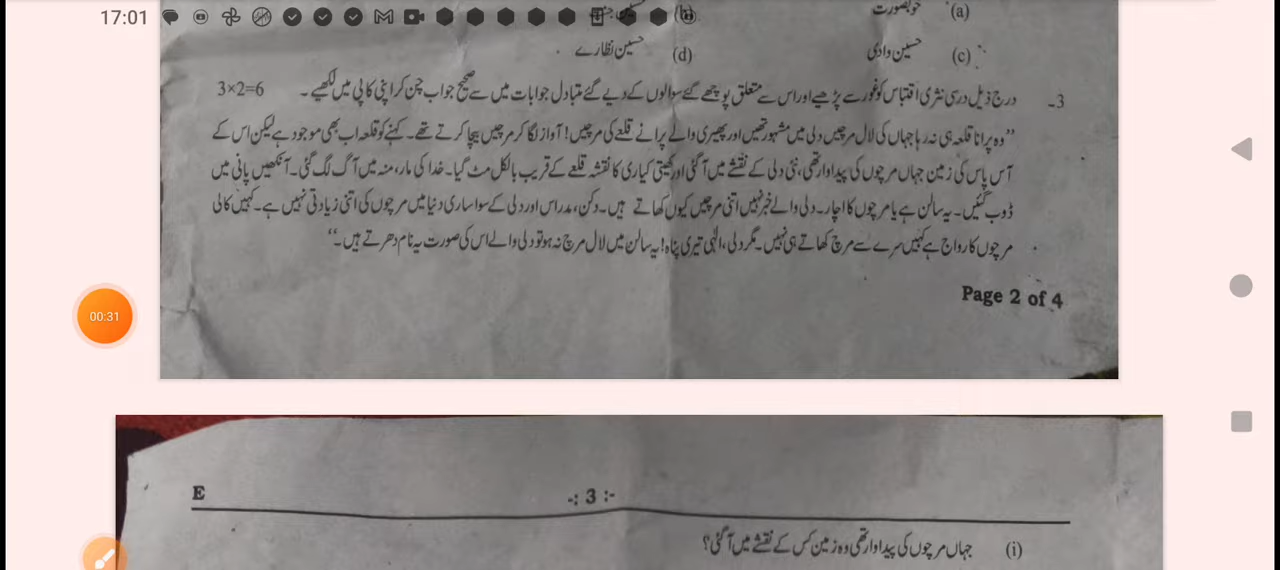 17:01
(a) خوبصورت (b)
(c) حسین وادی (d) حسین نظارے
3۔ درج ذیل درسی نثری اقتباس کو غور سے پڑھیے اور اس سے متعلق پوچھے گئے سوالوں کے دیے گئے متبادل جوابات میں سے صحیح جواب چن کر اپنی کاپی میں لکھیے ۔ 3×2=6
”وہ پرانا قلعہ ہی نہ رہا جہاں کی لال مرچیں دلی میں مشہور تھیں اور پھیری والے پرانے قلعے کی مرچیں! آواز لگا کر مرچیں بیچا کرتے تھے۔ کہنے کو قلعہ اب بھی موجود ہے لیکن اس کے
آس پاس کی زمین جہاں مرچوں کی پیداوار تھی، نئی دلی کے نقشے میں آگئی اور کھیتی کیاری کا نقشہ قلعے کے قریب بالکل مٹ گیا۔ خدا کی مار، منہ میں آگ لگ گئی۔ آنکھیں پانی میں
ڈوب گئیں۔ یہ سالن ہے یا مرچوں کا اچار۔ دلی والے خبر نہیں اتنی مرچیں کیوں کھاتے ہیں۔ دکن، مدراس اور دلی کے سوا ساری دنیا میں مرچوں کی اتنی زیادتی نہیں ہے۔ کہیں کالی
مرچوں کا رواج ہے کہیں سرے سے مرچ کھاتے ہی نہیں۔ مگر دلی، الٰہی تیری پناہ! یہ سالن میں لال مرچ نہ ہو تو دلی والے اس کی صورت پہ نام دھرتے ہیں۔“
Page 2 of 4
00:31
E -: 3 :-
(i) جہاں مرچوں کی پیداوار تھی وہ زمین کس کے نقشے میں آگئی؟